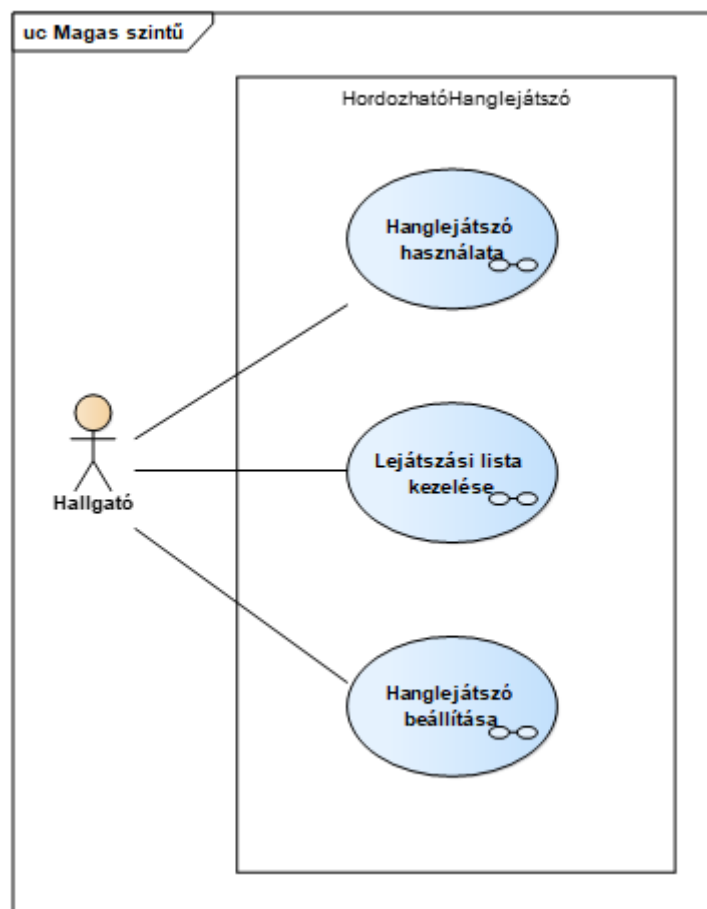 uc Magas szintű
HordozhatóHanglejátszó
Hanglejátszó
használata
Lejátszási lista
kezelése
Hallgató
Hanglejátszó
beállítása